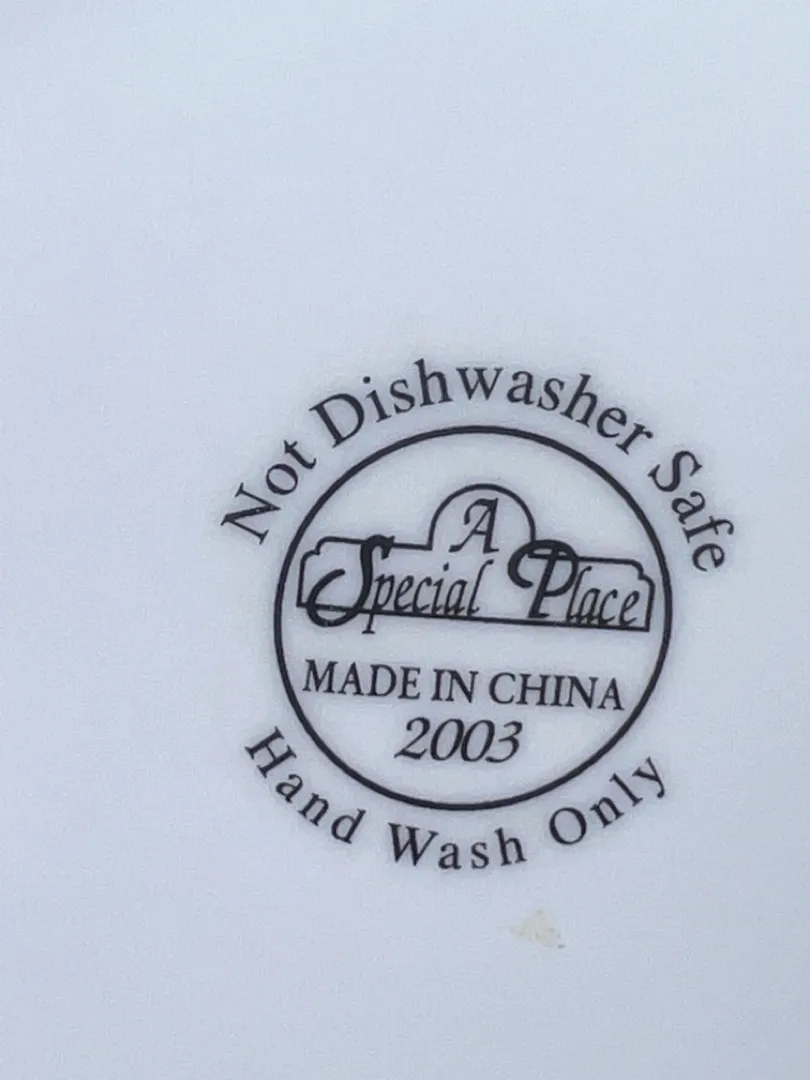 Not Dishwasher Safe
A
Special Place
MADE IN CHINA
2003
Hand Wash Only